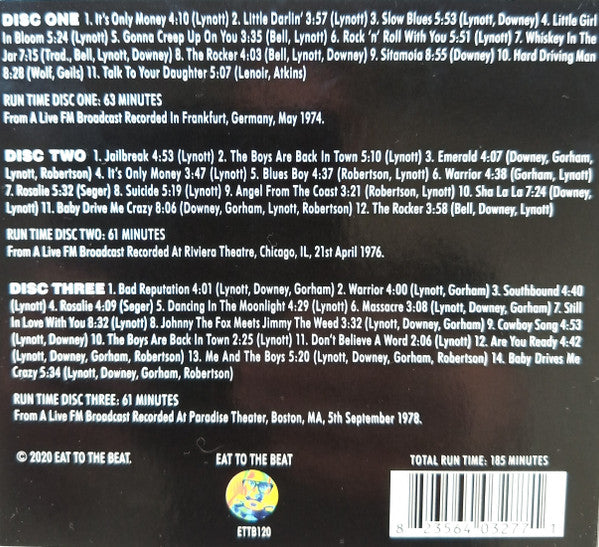 DISC ONE 1. It's Only Money 4:10 (Lynott) 2. Little Darlin' 3:57 (Lynott) 3. Slow Blues 5:53 (Lynott, Downey) 4. Little Girl
In Bloom 5:24 (Lynott) 5. Gonna Creep Up On You 3:35 (Bell, Lynott) 6. Rock 'n' Roll With You 5:51 (Lynott) 7. Whiskey In The
Jar 7:15 (Trad., Bell, Lynott, Downey) 8. The Rocker 4:03 (Bell, Lynott, Downey) 9. Sitamoia 8:55 (Downey) 10. Hard Driving Man
8:28 (Wolf, Geils) 11. Talk To Your Daughter 5:07 (Lenoir, Atkins)
RUN TIME DISC ONE: 63 MINUTES
From A Live FM Broadcast Recorded In Frankfurt, Germany, May 1974.
DISC TWO 1. Jailbreak 4:53 (Lynott) 2. The Boys Are Back In Town 5:10 (Lynott) 3. Emerald 4:07 (Downey, Gorham,
Lynott, Robertson) 4. It's Only Money 3:47 (Lynott) 5. Blues Boy 4:37 (Robertson, Lynott) 6. Warrior 4:38 (Gorham, Lynott)
7. Rosalie 5:32 (Seger) 8. Suicide 5:19 (Lynott) 9. Angel From The Coast 3:21 (Robertson, Lynott) 10. Sha La La 7:24 (Downey,
Lynott) 11. Baby Drive Me Crazy 8:06 (Downey, Gorham, Lynott, Robertson) 12. The Rocker 3:58 (Bell, Downey, Lynott)
RUN TIME DISC TWO: 61 MINUTES
From A Live FM Broadcast Recorded At Riviera Theatre, Chicago, IL, 21st April 1976.
DISC THREE 1. Bad Reputation 4:01 (Lynott, Downey, Gorham) 2. Warrior 4:00 (Lynott, Gorham) 3. Southbound 4:40
(Lynott) 4. Rosalie 4:09 (Seger) 5. Dancing In The Moonlight 4:29 (Lynott) 6. Massacre 3:08 (Lynott, Downey, Gorham) 7. Still
In Love With You 8:32 (Lynott) 8. Johnny The Fox Meets Jimmy The Weed 3:32 (Lynott, Downey, Gorham) 9. Cowboy Song 4:53
(Lynott, Downey) 10. The Boys Are Back In Town 2:25 (Lynott) 11. Don't Believe A Word 2:06 (Lynott) 12. Are You Ready 4:42
(Lynott, Downey, Gorham, Robertson) 13. Me And The Boys 5:20 (Lynott, Downey, Gorham, Robertson) 14. Baby Drives Me
Crazy 5:34 (Lynott, Downey, Gorham, Robertson)
RUN TIME DISC THREE: 61 MINUTES
From A Live FM Broadcast Recorded At Paradise Theater, Boston, MA, 5th September 1978.
© 2020 EAT TO THE BEAT. EAT TO THE BEAT TOTAL RUN TIME: 185 MINUTES
ETTB120
8 23564 03277 1